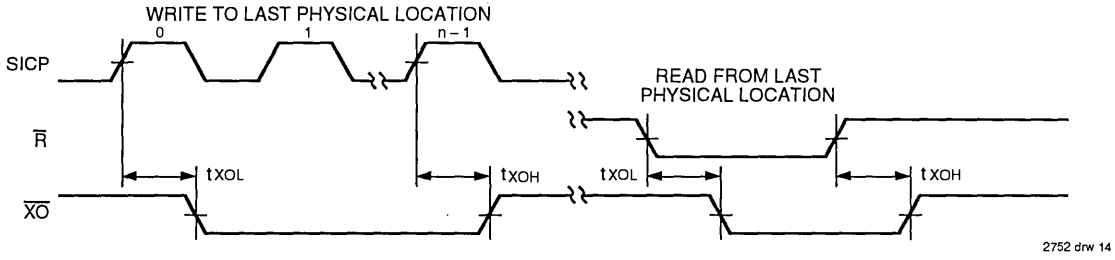 WRITE TO LAST PHYSICAL LOCATION
0 1 n – 1
SICP
READ FROM LAST
PHYSICAL LOCATION
R̅
tXOL tXOH tXOL tXOH
X̅O̅
2752 drw 14